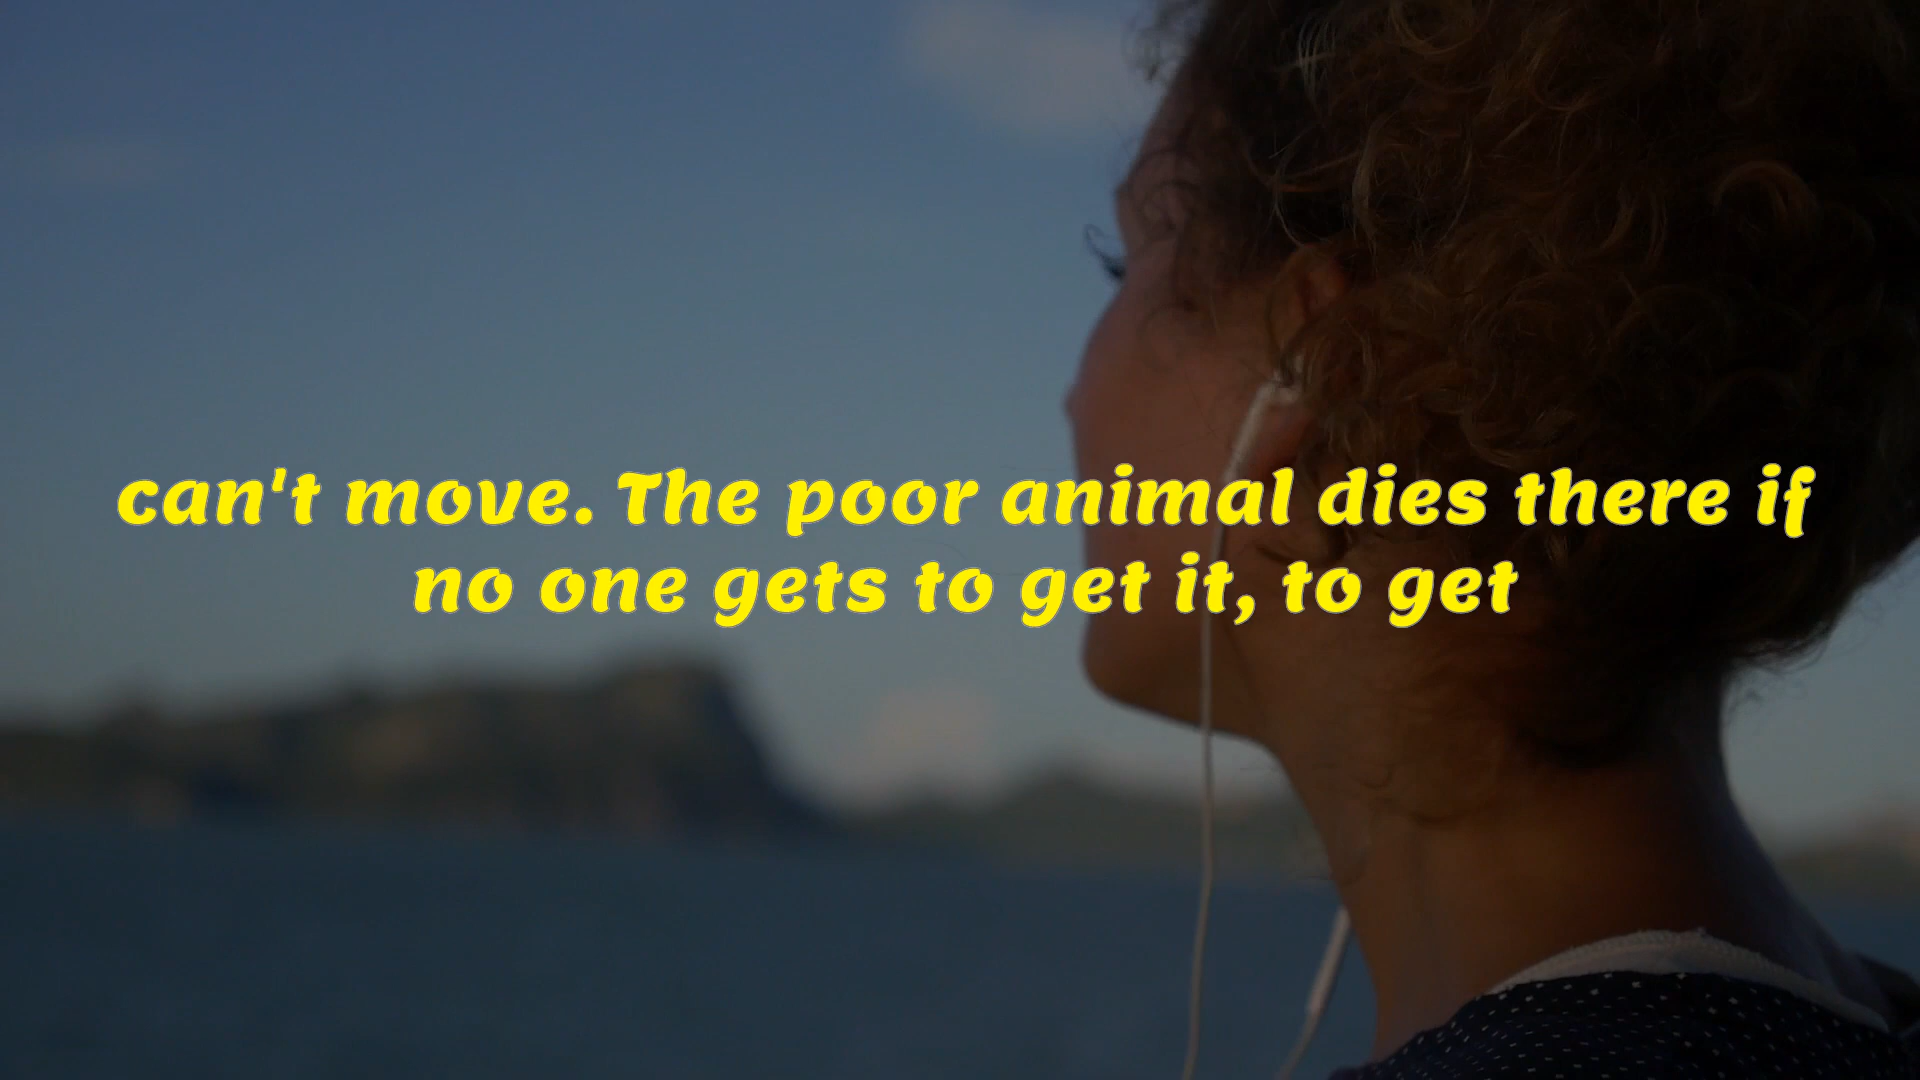 can't move. The poor animal dies there if
no one gets to get it, to get